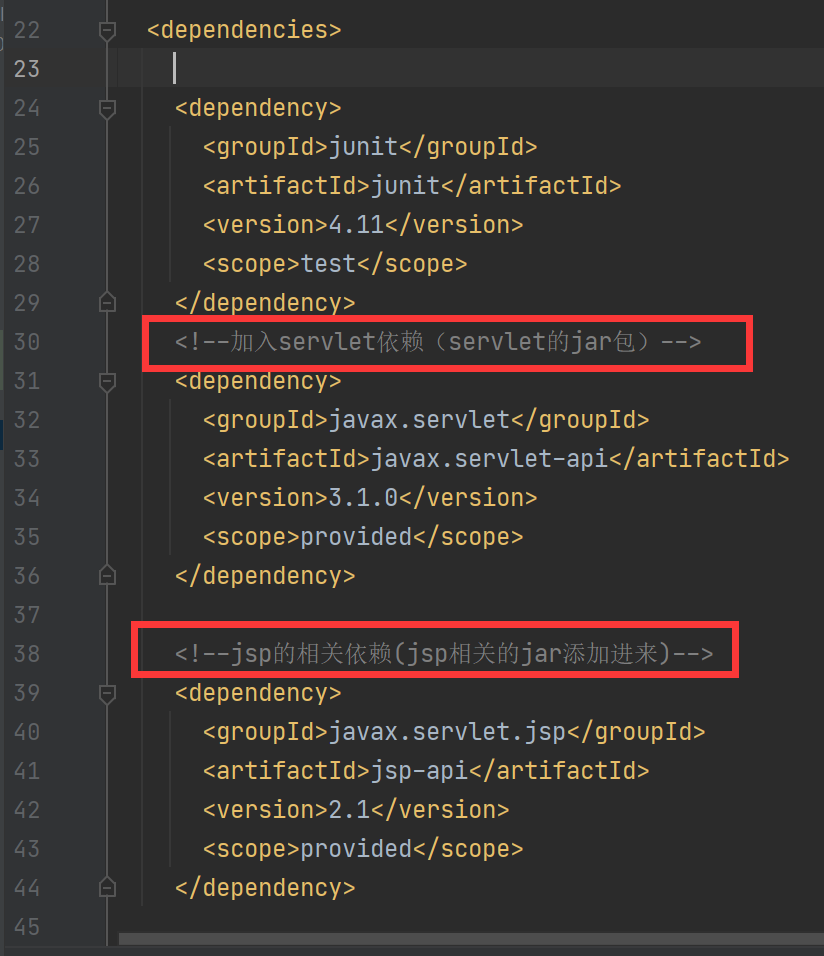 22 <dependencies>
23
24 <dependency>
25 <groupId>junit</groupId>
26 <artifactId>junit</artifactId>
27 <version>4.11</version>
28 <scope>test</scope>
29 </dependency>
30 <!--加入servlet依赖（servlet的jar包）-->
31 <dependency>
32 <groupId>javax.servlet</groupId>
33 <artifactId>javax.servlet-api</artifactId>
34 <version>3.1.0</version>
35 <scope>provided</scope>
36 </dependency>
37
38 <!--jsp的相关依赖(jsp相关的jar添加进来)-->
39 <dependency>
40 <groupId>javax.servlet.jsp</groupId>
41 <artifactId>jsp-api</artifactId>
42 <version>2.1</version>
43 <scope>provided</scope>
44 </dependency>
45